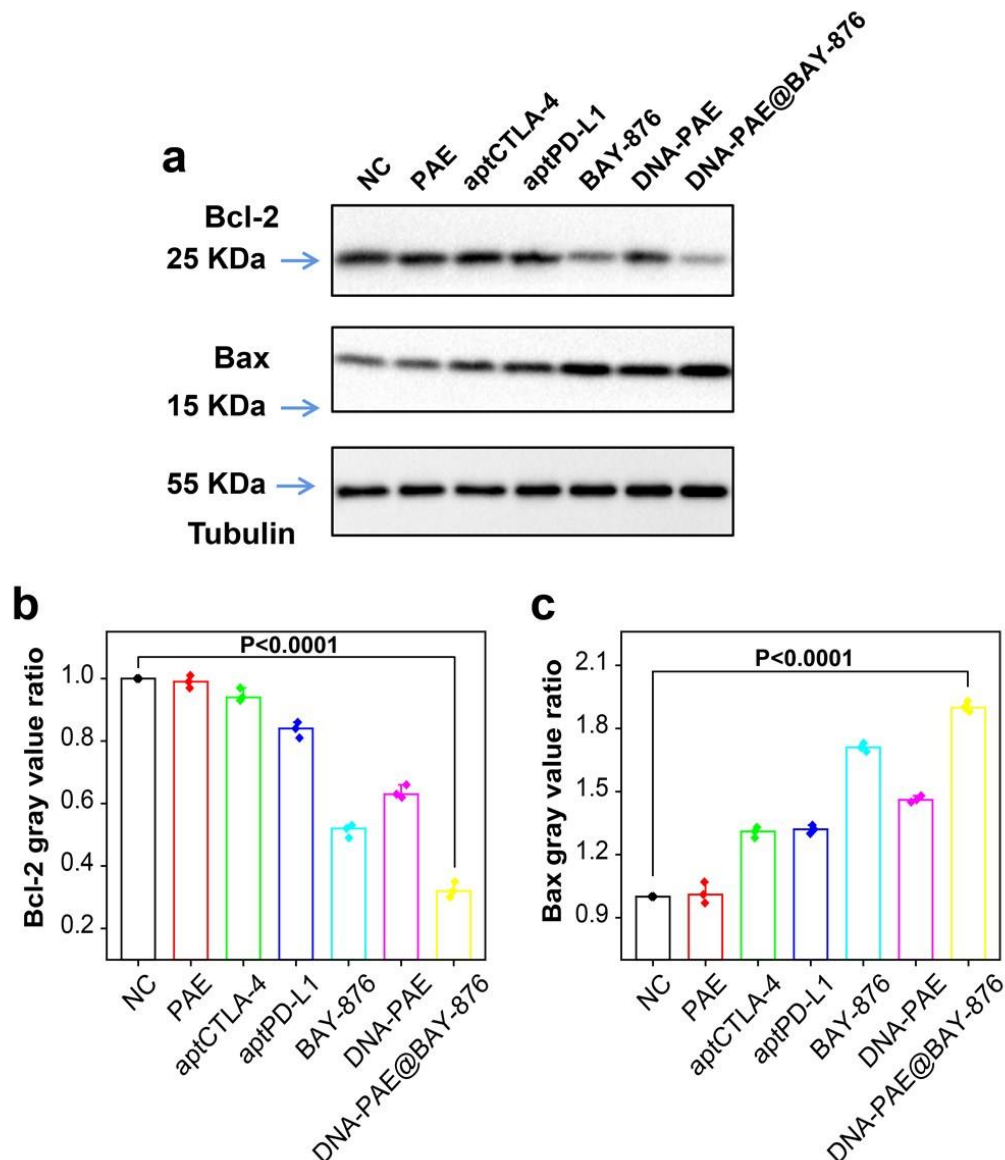 a
NC PAE aptCTLA-4 aptPD-L1 BAY-876 DNA-PAE DNA-PAE@BAY-876
Bcl-2
25 KDa
Bax
15 KDa
55 KDa
Tubulin
b
P<0.0001
Bcl-2 gray value ratio
1.0
0.8
0.6
0.4
0.2
NC PAE aptCTLA-4 aptPD-L1 BAY-876 DNA-PAE DNA-PAE@BAY-876
c
P<0.0001
Bax gray value ratio
2.1
1.8
1.5
1.2
0.9
NC PAE aptCTLA-4 aptPD-L1 BAY-876 DNA-PAE DNA-PAE@BAY-876